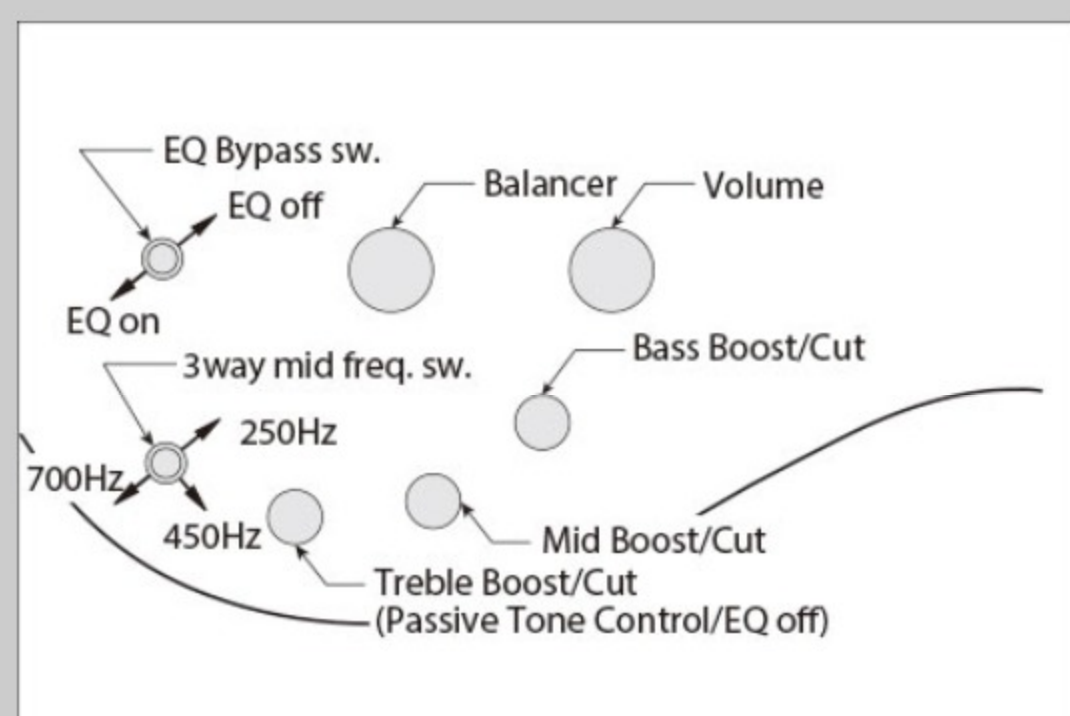 EQ Bypass sw.
EQ off
Balancer
Volume
EQ on
3way mid freq. sw.
Bass Boost/Cut
250Hz
700Hz
450Hz
Mid Boost/Cut
Treble Boost/Cut
(Passive Tone Control/EQ off)